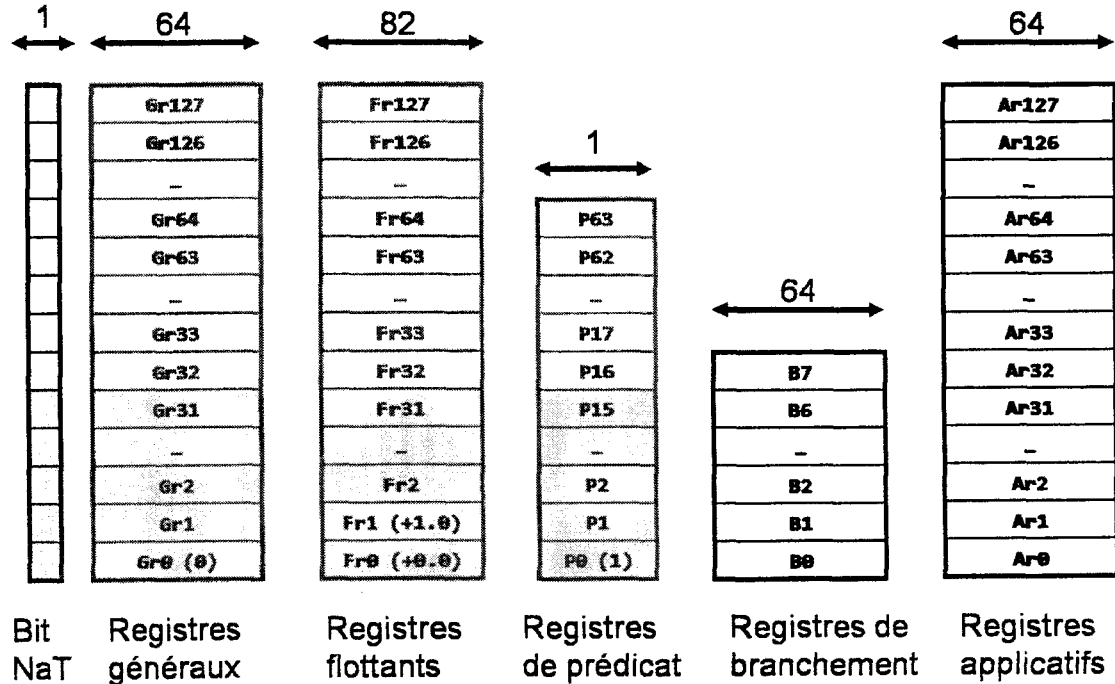 1
64
82
64
Gr127
Gr126
–
Gr64
Gr63
–
Gr33
Gr32
Gr31
–
Gr2
Gr1
Gr0 (0)
Fr127
Fr126
–
Fr64
Fr63
–
Fr33
Fr32
Fr31
–
Fr2
Fr1 (+1.0)
Fr0 (+0.0)
1
P63
P62
–
P17
P16
P15
–
P2
P1
P0 (1)
64
B7
B6
–
B2
B1
B0
Ar127
Ar126
–
Ar64
Ar63
–
Ar33
Ar32
Ar31
–
Ar2
Ar1
Ar0
Bit
NaT
Registres
généraux
Registres
flottants
Registres
de prédicat
Registres de
branchement
Registres
applicatifs